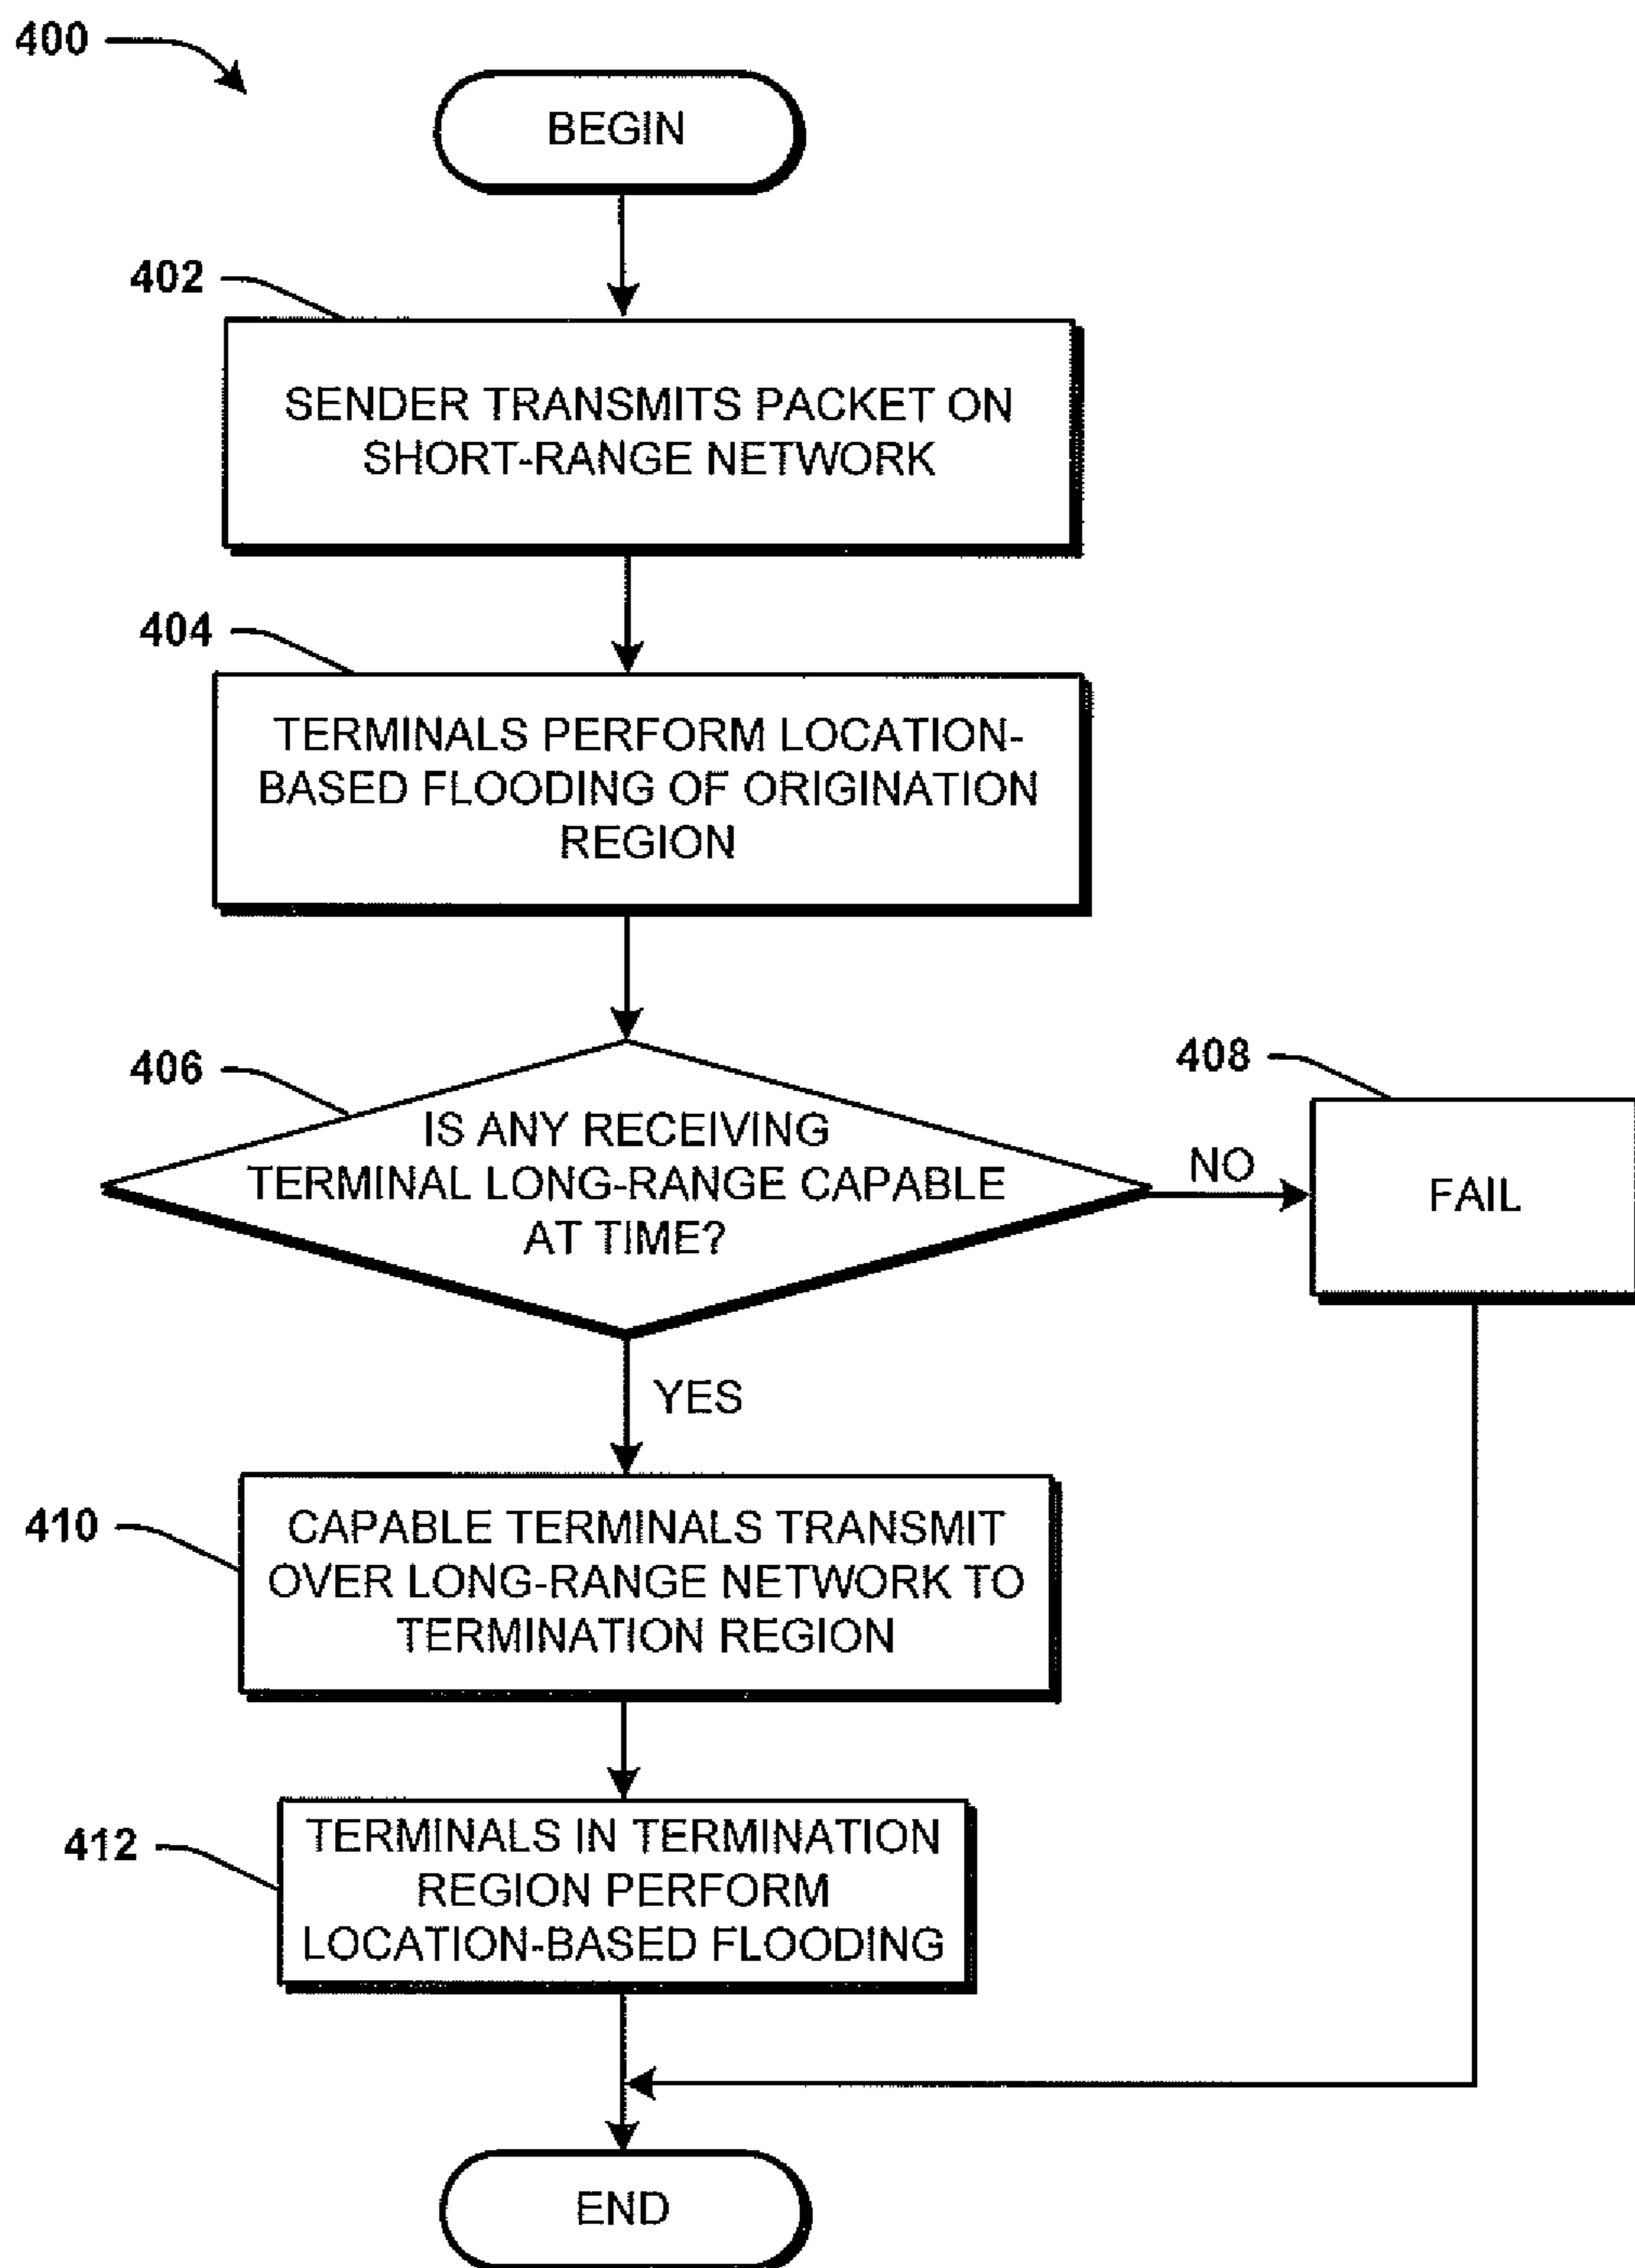 400
BEGIN
402
SENDER TRANSMITS PACKET ON
SHORT-RANGE NETWORK
404
TERMINALS PERFORM LOCATION-
BASED FLOODING OF ORIGINATION
REGION
406
IS ANY RECEIVING
TERMINAL LONG-RANGE CAPABLE
AT TIME?
NO
408
FAIL
YES
410
CAPABLE TERMINALS TRANSMIT
OVER LONG-RANGE NETWORK TO
TERMINATION REGION
412
TERMINALS IN TERMINATION
REGION PERFORM
LOCATION-BASED FLOODING
END